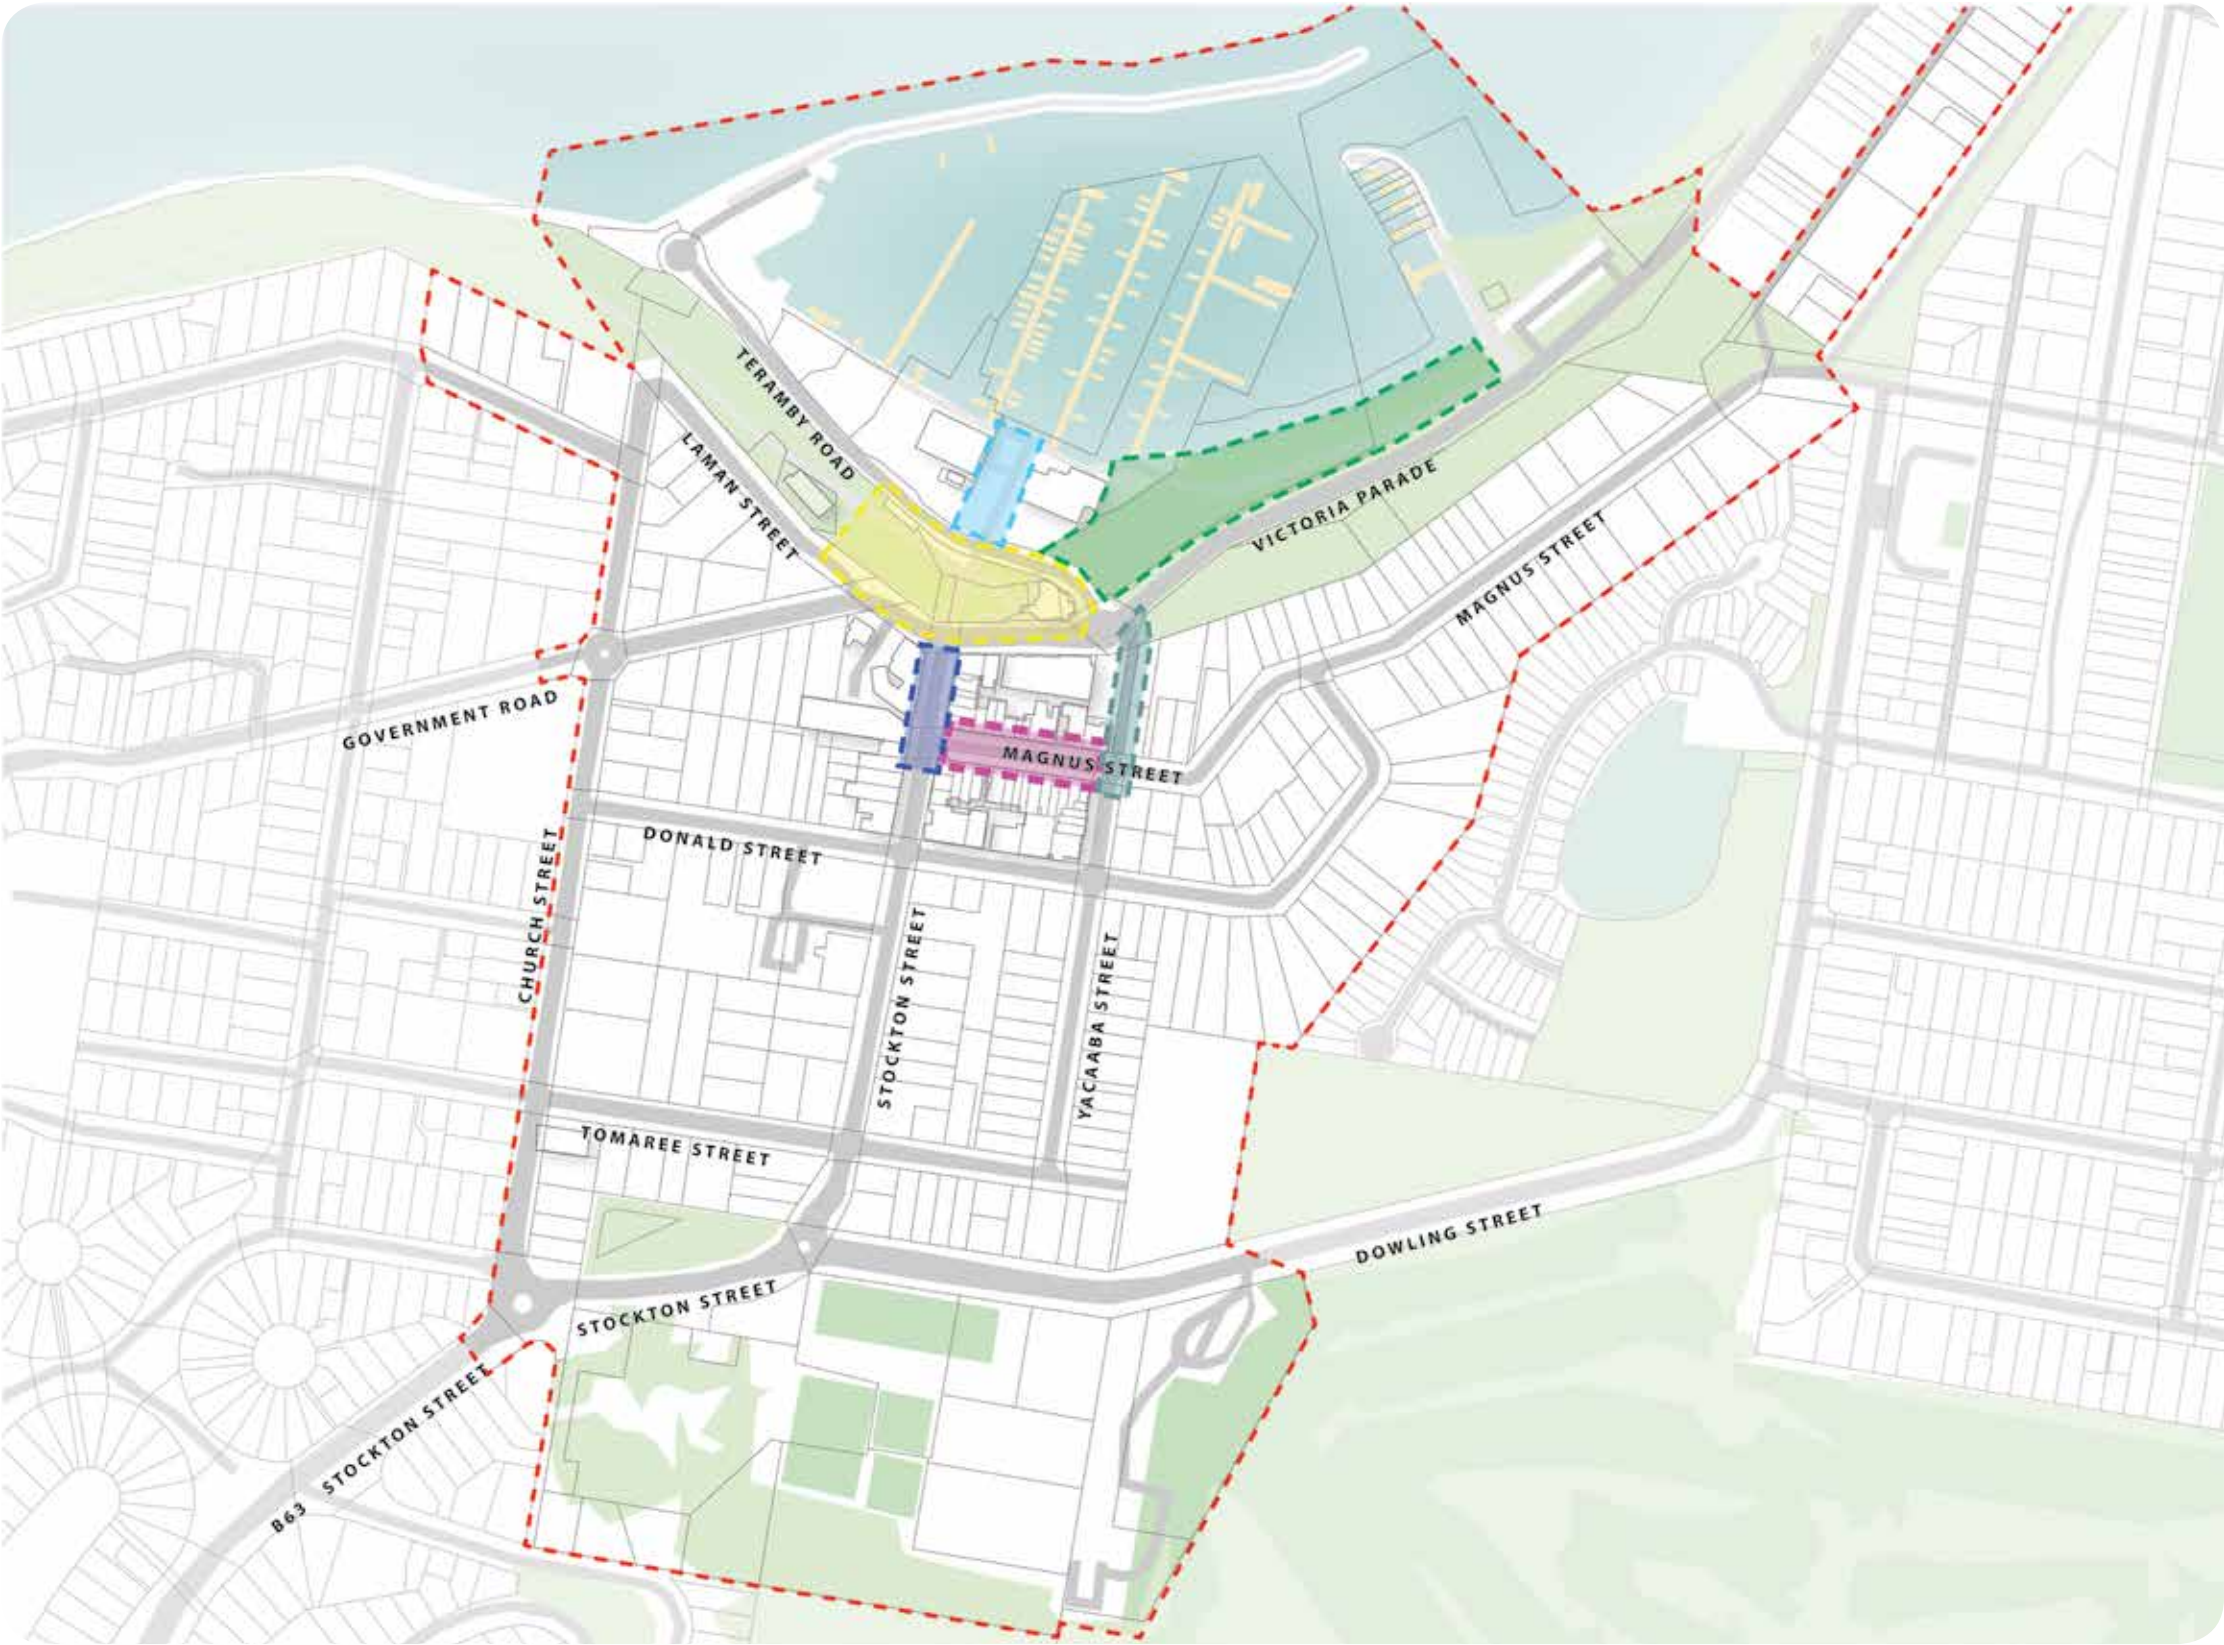 TERAMBY ROAD
LAMAN STREET
VICTORIA PARADE
MAGNUS STREET
GOVERNMENT ROAD
MAGNUS STREET
DONALD STREET
CHURCH STREET
STOCKTON STREET
YACAABA STREET
TOMAREE STREET
DOWLING STREET
STOCKTON STREET
B63 STOCKTON STREET